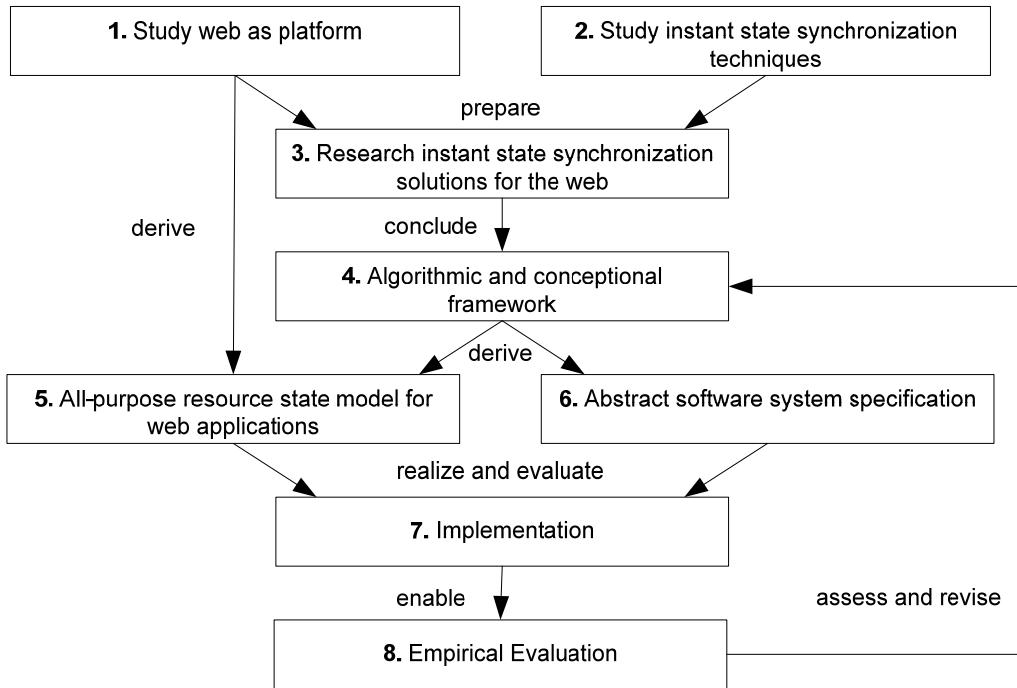 1. Study web as platform
2. Study instant state synchronization
techniques
prepare
3. Research instant state synchronization
solutions for the web
derive
conclude
4. Algorithmic and conceptional
framework
derive
5. All-purpose resource state model for
web applications
6. Abstract software system specification
realize and evaluate
7. Implementation
enable
assess and revise
8. Empirical Evaluation